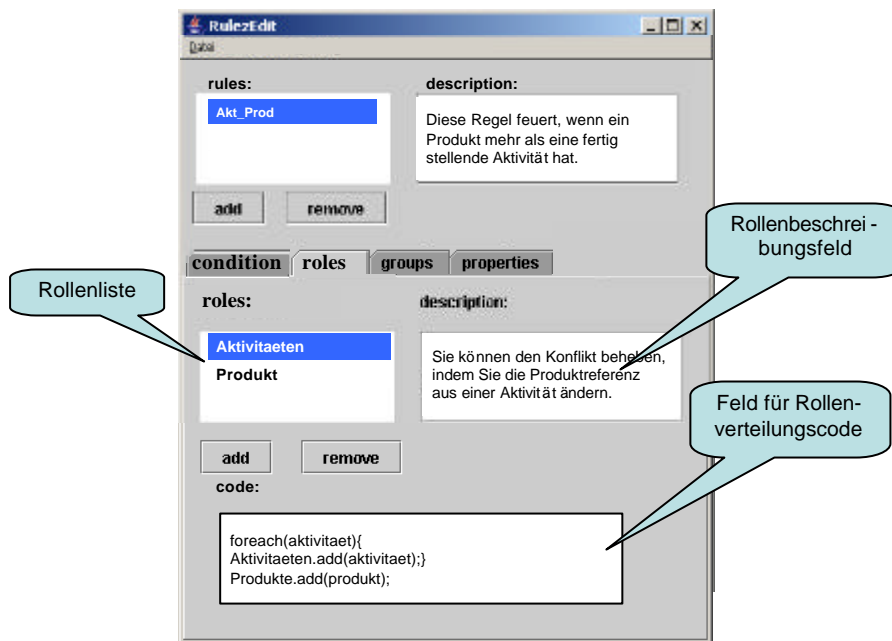 RulezEdit
Datei
rules:
description:
Akt_Prod
Diese Regel feuert, wenn ein
Produkt mehr als eine fertig
stellende Aktivität hat.
add
remove
Rollenbeschrei-
bungsfeld
condition
roles
groups
properties
Rollenliste
roles:
description:
Aktivitaeten
Produkt
Sie können den Konflikt beheben,
indem Sie die Produktreferenz
aus einer Aktivität ändern.
Feld für Rollen-
verteilungscode
add
remove
code:
foreach(aktivitaet){
Aktivitaeten.add(aktivitaet);}
Produkte.add(produkt);